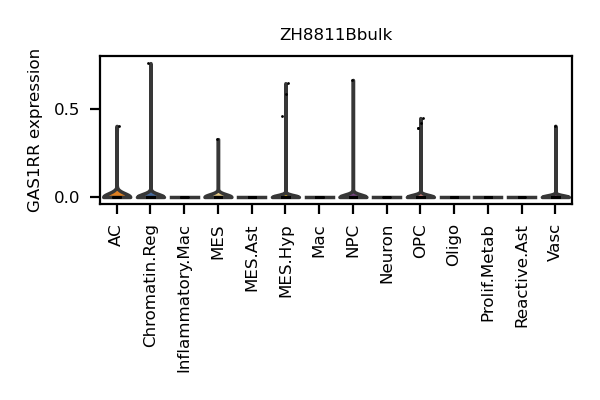 ZH8811Bbulk
GAS1RR expression
0.5
0.0
AC
Chromatin.Reg
Inflammatory.Mac
MES
MES.Ast
MES.Hyp
Mac
NPC
Neuron
OPC
Oligo
Prolif.Metab
Reactive.Ast
Vasc